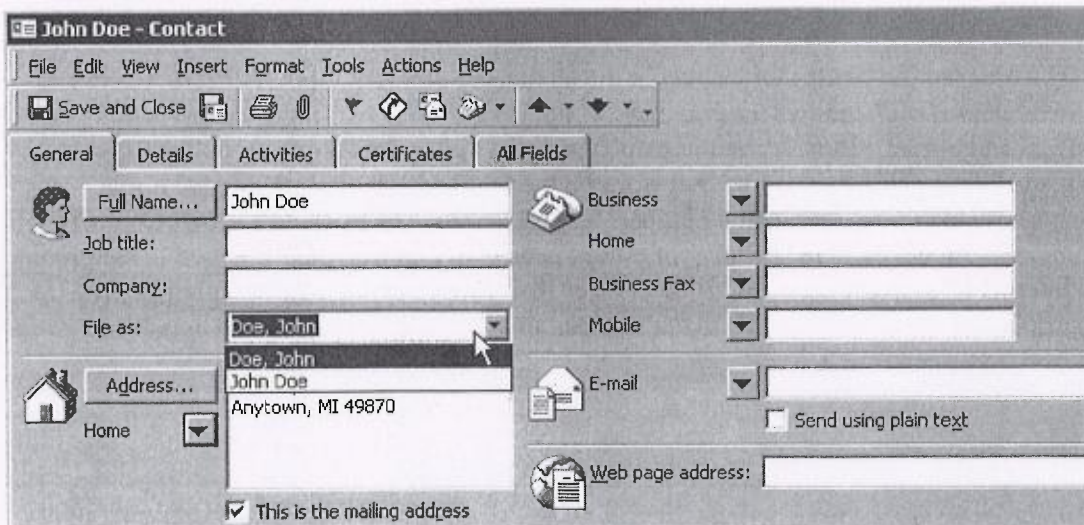 John Doe - Contact
File Edit View Insert Format Tools Actions Help
Save and Close
General Details Activities Certificates All Fields
Full Name... John Doe
Job title:
Company:
File as: Doe, John
Doe, John
John Doe
Address...
Anytown, MI 49870
Home
This is the mailing address
Business
Home
Business Fax
Mobile
E-mail
Send using plain text
Web page address: